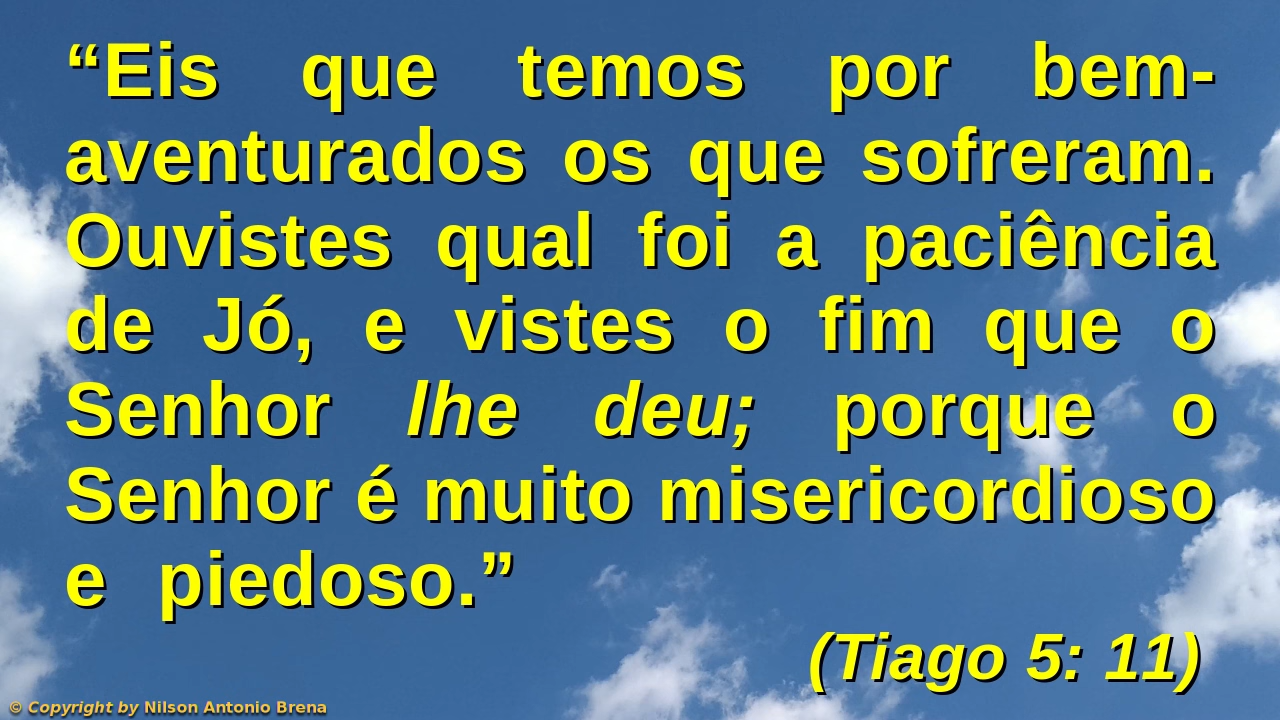 “Eis que temos por bem-
aventurados os que sofreram.
Ouvistes qual foi a paciência
de Jó, e vistes o fim que o
Senhor lhe deu; porque o
Senhor é muito misericordioso
e piedoso.”
(Tiago 5: 11)
© Copyright by Nilson Antonio Brena